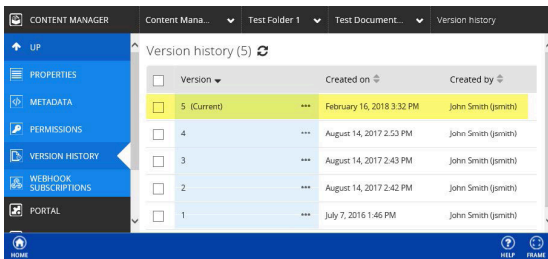 CONTENT MANAGER
Content Mana... Test Folder 1 Test Document... Version history
UP
PROPERTIES
METADATA
PERMISSIONS
VERSION HISTORY
WEBHOOK
SUBSCRIPTIONS
PORTAL
Version history (5)
Version Created on Created by
5 (Current) ••• February 16, 2018 3:32 PM John Smith (jsmith)
4 ••• August 14, 2017 2:53 PM John Smith (jsmith)
3 ••• August 14, 2017 2:43 PM John Smith (jsmith)
2 ••• August 14, 2017 2:42 PM John Smith (jsmith)
1 ••• July 7, 2016 1:46 PM John Smith (jsmith)
HOME HELP FRAME